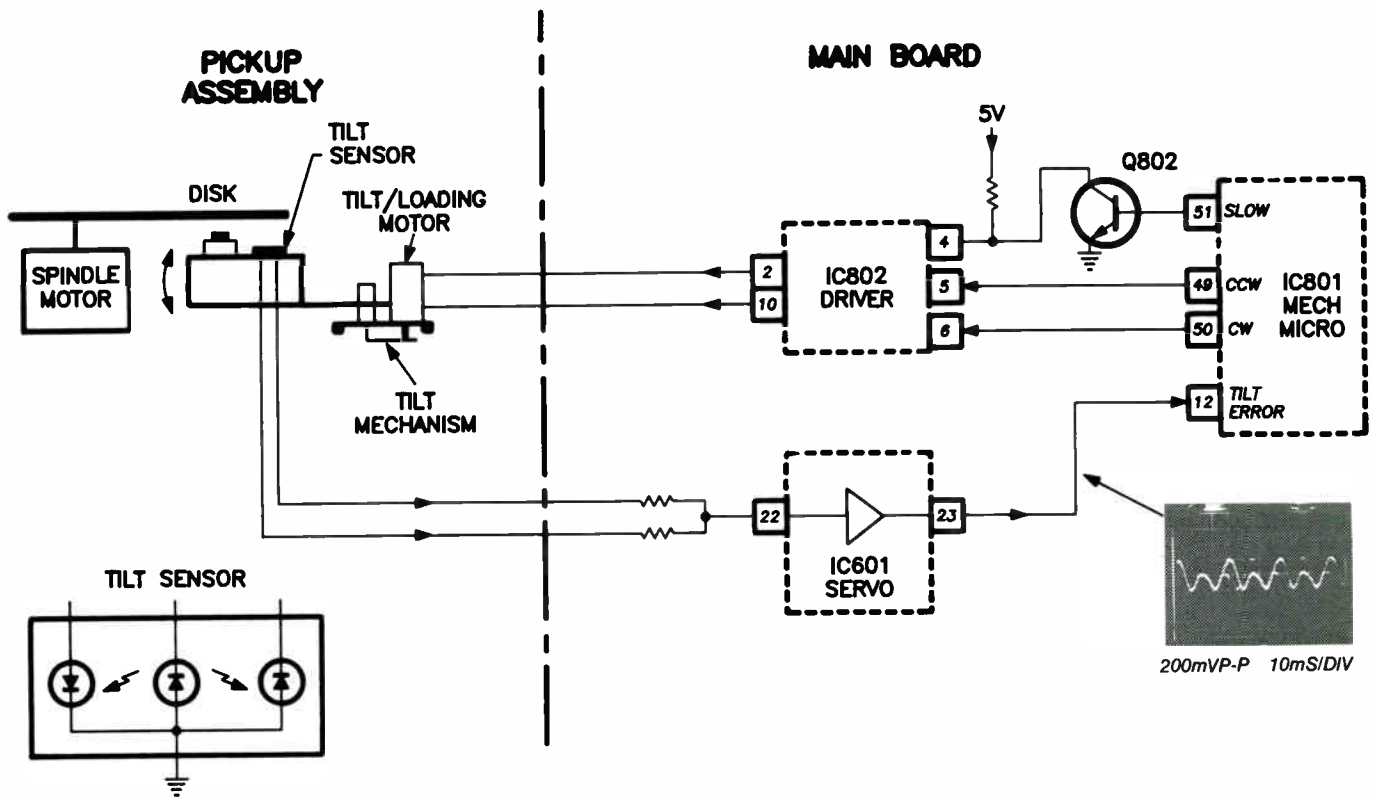 PICKUP
ASSEMBLY
MAIN BOARD
TILT
SENSOR
DISK
TILT/LOADING
MOTOR
SPINDLE
MOTOR
TILT
MECHANISM
5V
Q802
4
5
6
2
10
IC802
DRIVER
51
SLOW
49
CCW
50
CW
IC801
MECH
MICRO
12
TILT
ERROR
22
23
IC601
SERVO
TILT SENSOR
200mVP-P 10mS/DIV